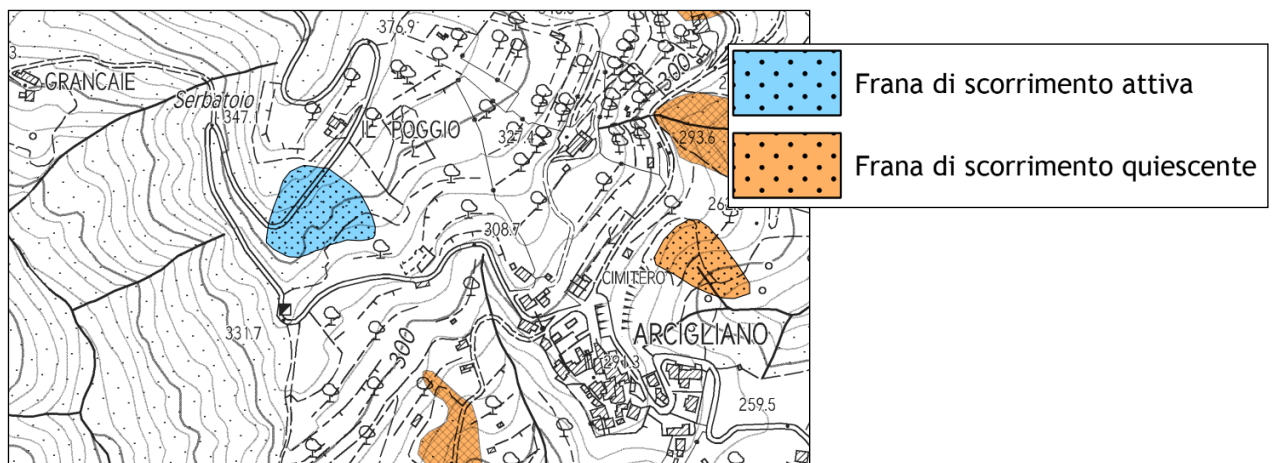 376.9
300
GRANCAIE
Serbatoio
347.1
IL POGGIO
327.4
293.6
308.7
CIMITERO
ARCIGLIANO
331.7
300
291.3
259.5
Frana di scorrimento attiva
Frana di scorrimento quiescente